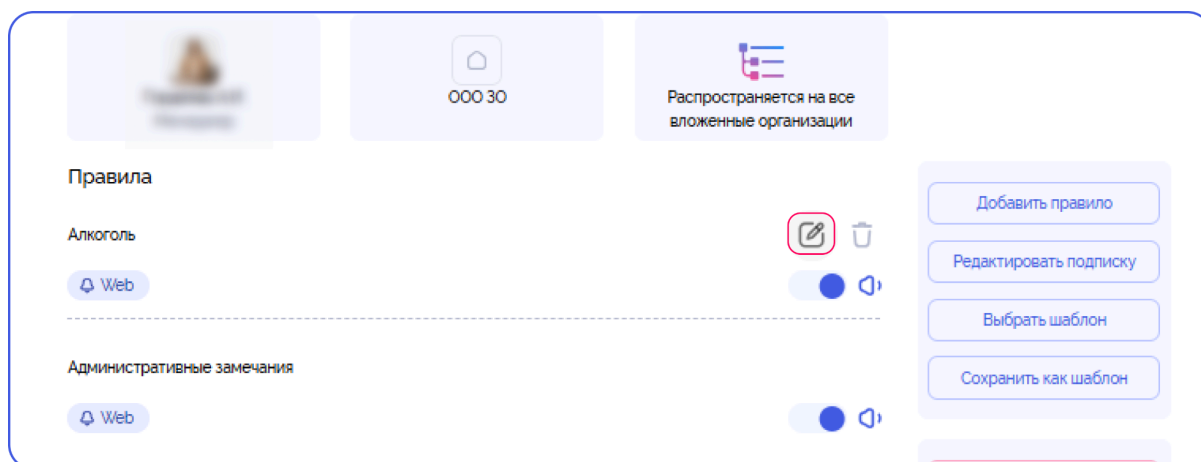 ООО ЗО
Распространяется на все
вложенные организации
Правила
Алкоголь
Web
Административные замечания
Web
Добавить правило
Редактировать подписку
Выбрать шаблон
Сохранить как шаблон